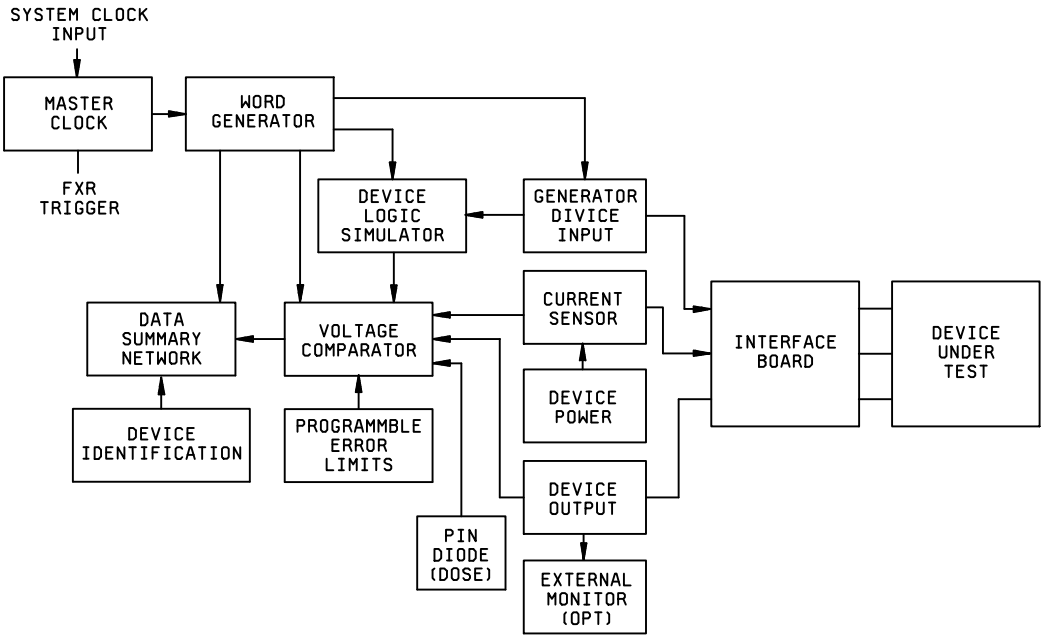 SYSTEM CLOCK
INPUT
MASTER
CLOCK
FXR
TRIGGER
WORD
GENERATOR
DEVICE
LOGIC
SIMULATOR
GENERATOR
DIVICE
INPUT
DATA
SUMMARY
NETWORK
VOLTAGE
COMPARATOR
CURRENT
SENSOR
INTERFACE
BOARD
DEVICE
UNDER
TEST
DEVICE
IDENTIFICATION
PROGRAMMBLE
ERROR
LIMITS
DEVICE
POWER
DEVICE
OUTPUT
PIN
DIODE
(DOSE)
EXTERNAL
MONITOR
(OPT)